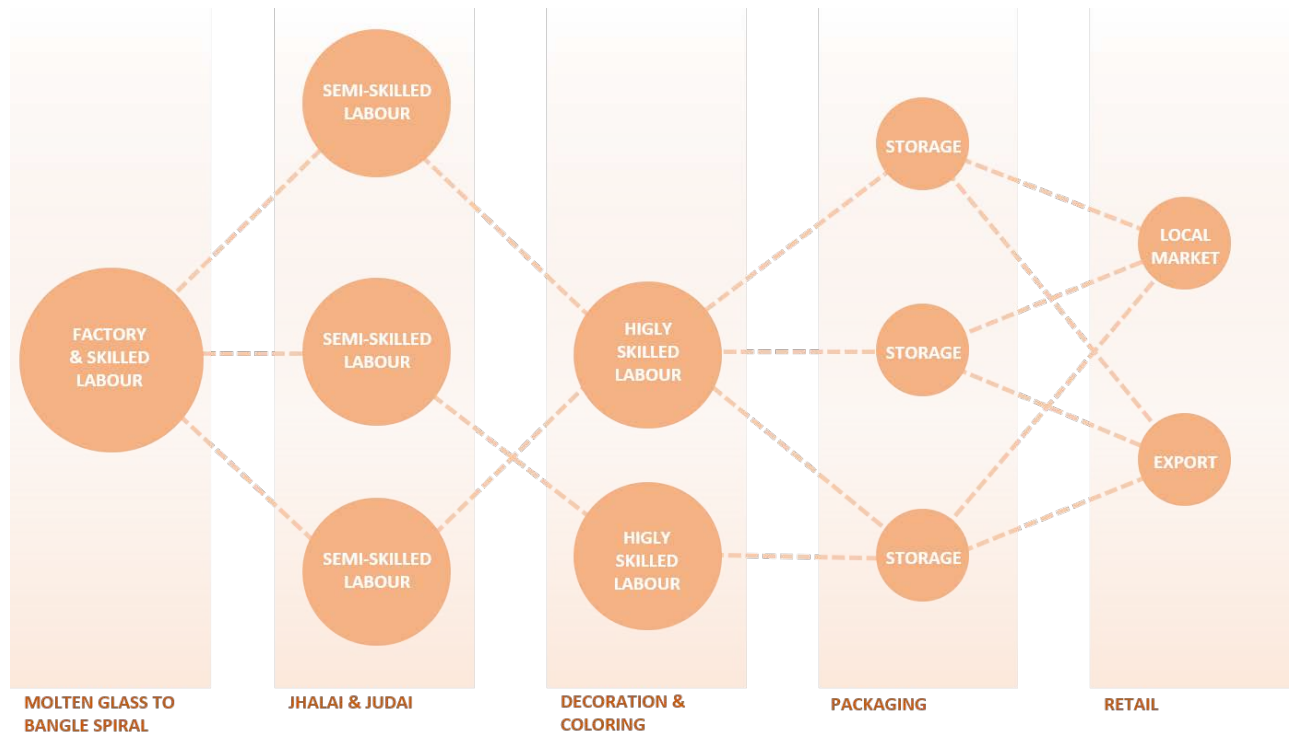 FACTORY
& SKILLED
LABOUR
SEMI-SKILLED
LABOUR
SEMI-SKILLED
LABOUR
SEMI-SKILLED
LABOUR
HIGLY
SKILLED
LABOUR
HIGLY
SKILLED
LABOUR
STORAGE
STORAGE
STORAGE
LOCAL
MARKET
EXPORT
MOLTEN GLASS TO
BANGLE SPIRAL
JHALAI & JUDAI
DECORATION &
COLORING
PACKAGING
RETAIL